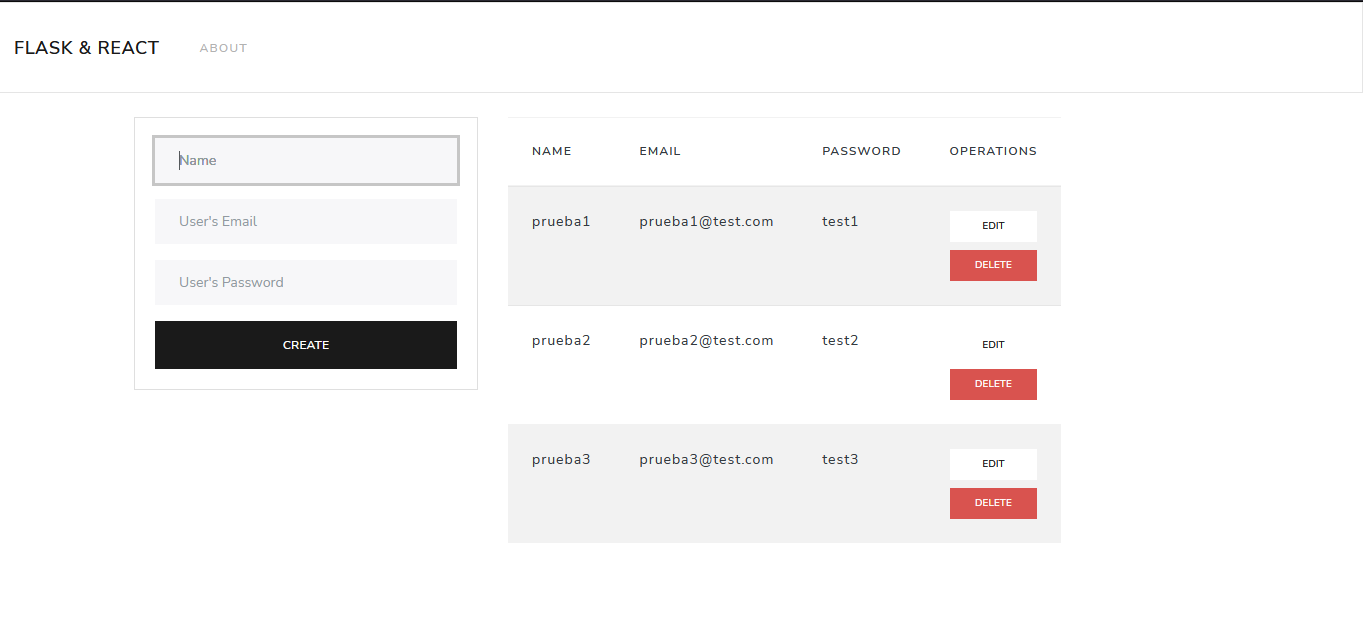 FLASK & REACT ABOUT
Name
User's Email
User's Password
CREATE
NAME EMAIL PASSWORD OPERATIONS
prueba1 prueba1@test.com test1 EDIT
DELETE
prueba2 prueba2@test.com test2 EDIT
DELETE
prueba3 prueba3@test.com test3 EDIT
DELETE